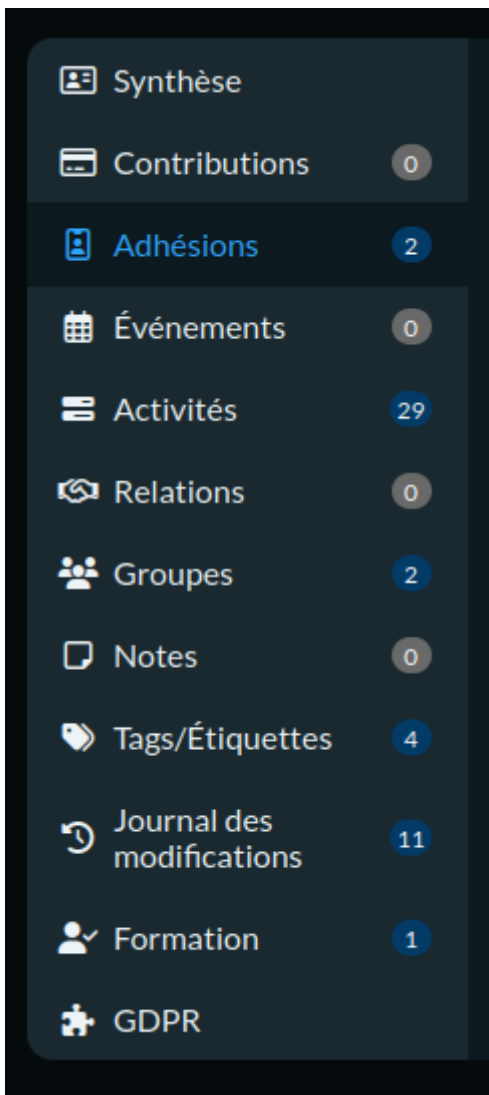 Synthèse
Contributions 0
Adhésions 2
Événements 0
Activités 29
Relations 0
Groupes 2
Notes 0
Tags/Étiquettes 4
Journal des
modifications 11
Formation 1
GDPR